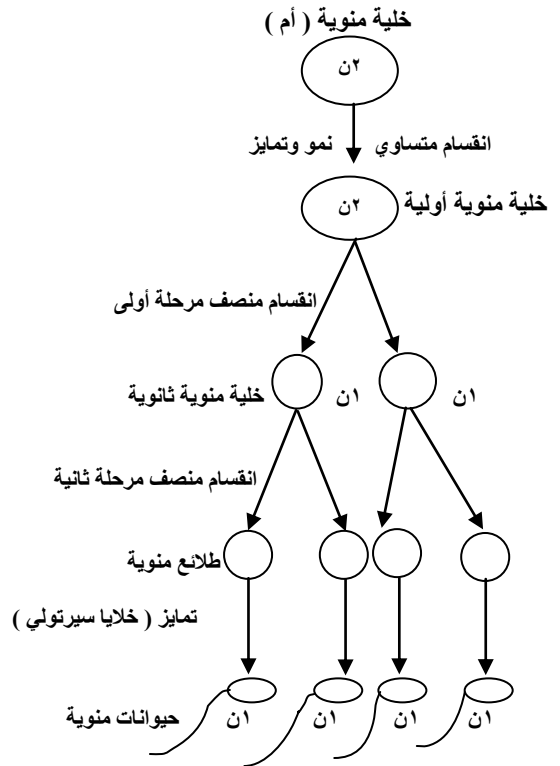 خلية منوية ( أم )
٢ن
انقسام متساوي نمو وتمايز
خلية منوية أولية
٢ن
انقسام منصف مرحلة أولى
١ن
١ن
خلية منوية ثانوية
انقسام منصف مرحلة ثانية
طلائع منوية
تمايز ( خلايا سيرتولي )
١ن ١ن ١ن ١ن حيوانات منوية